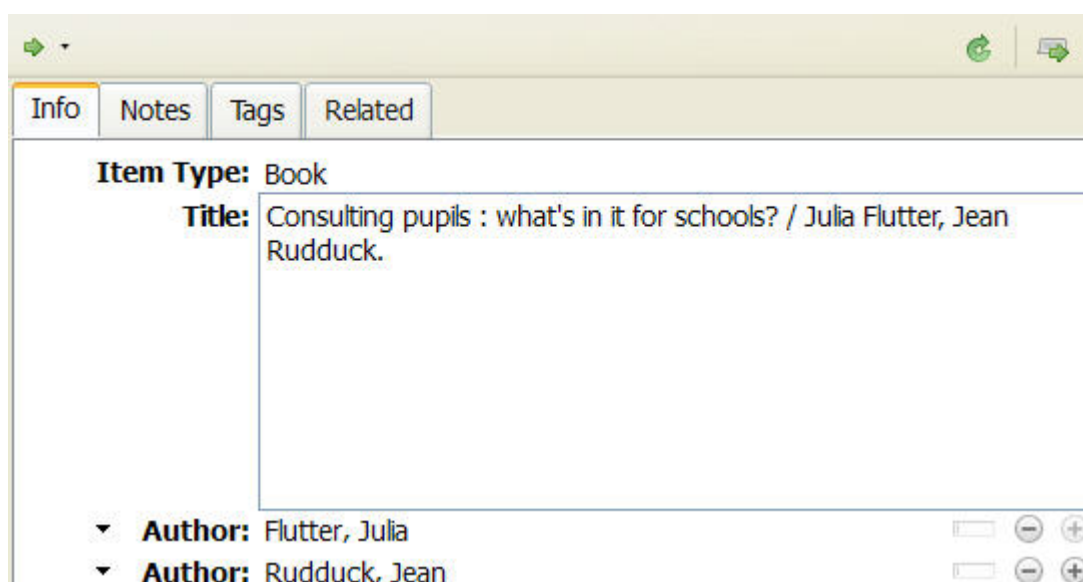 Info Notes Tags Related
Item Type: Book
Title: Consulting pupils : what's in it for schools? / Julia Flutter, Jean
Rudduck.
Author: Flutter, Julia
Author: Rudduck, Jean